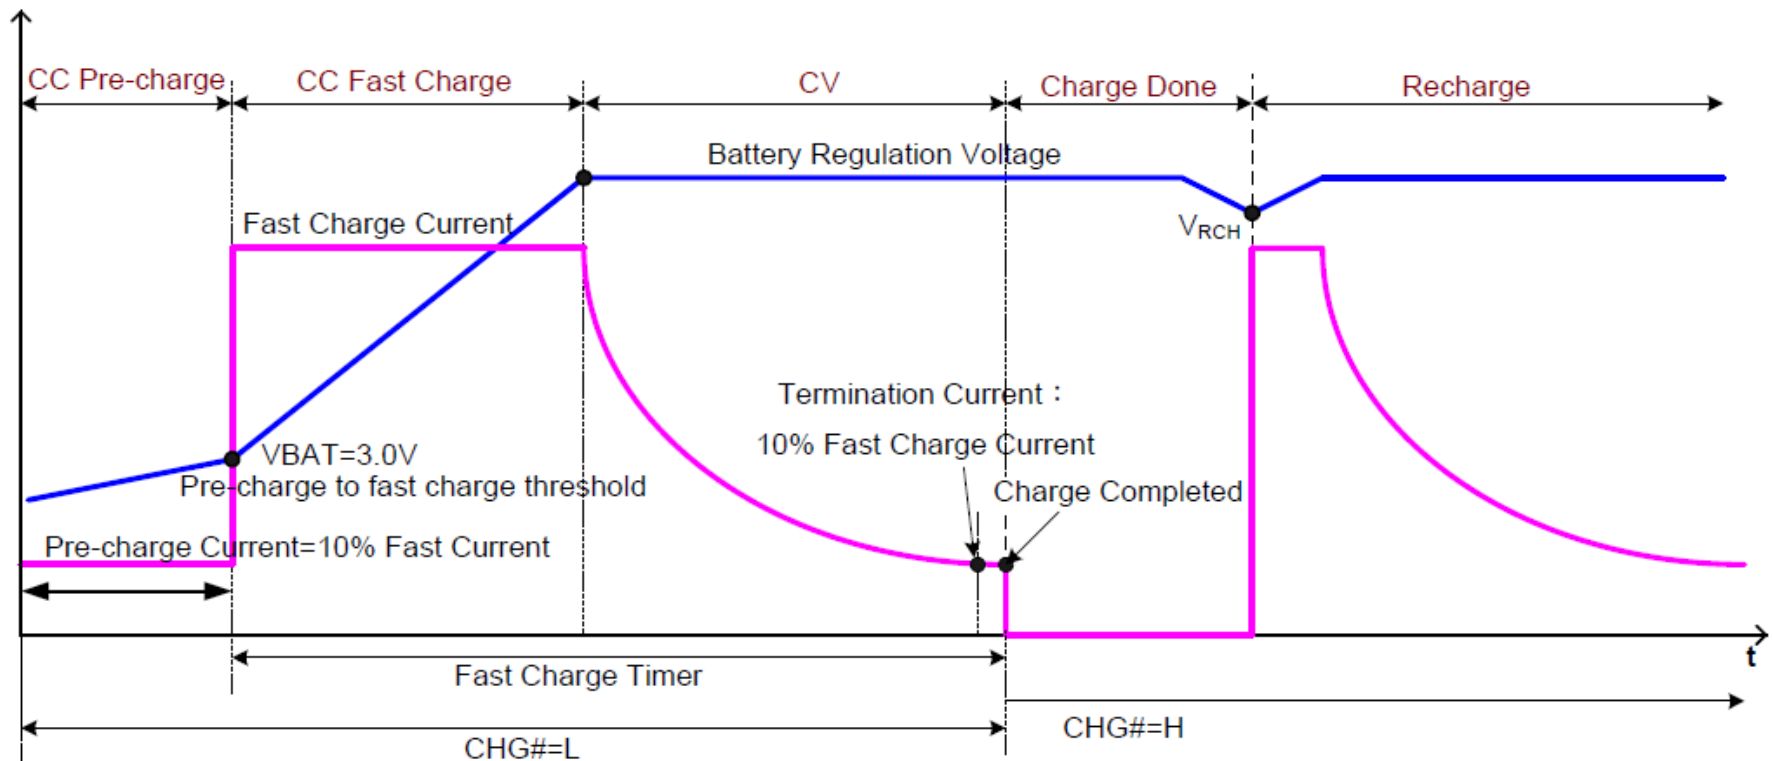 CC Pre-charge
CC Fast Charge
CV
Charge Done
Recharge
Battery Regulation Voltage
Fast Charge Current
VRCH
VBAT=3.0V
Pre-charge to fast charge threshold
Termination Current：
10% Fast Charge Current
Charge Completed
Pre-charge Current=10% Fast Current
t
Fast Charge Timer
CHG#=H
CHG#=L